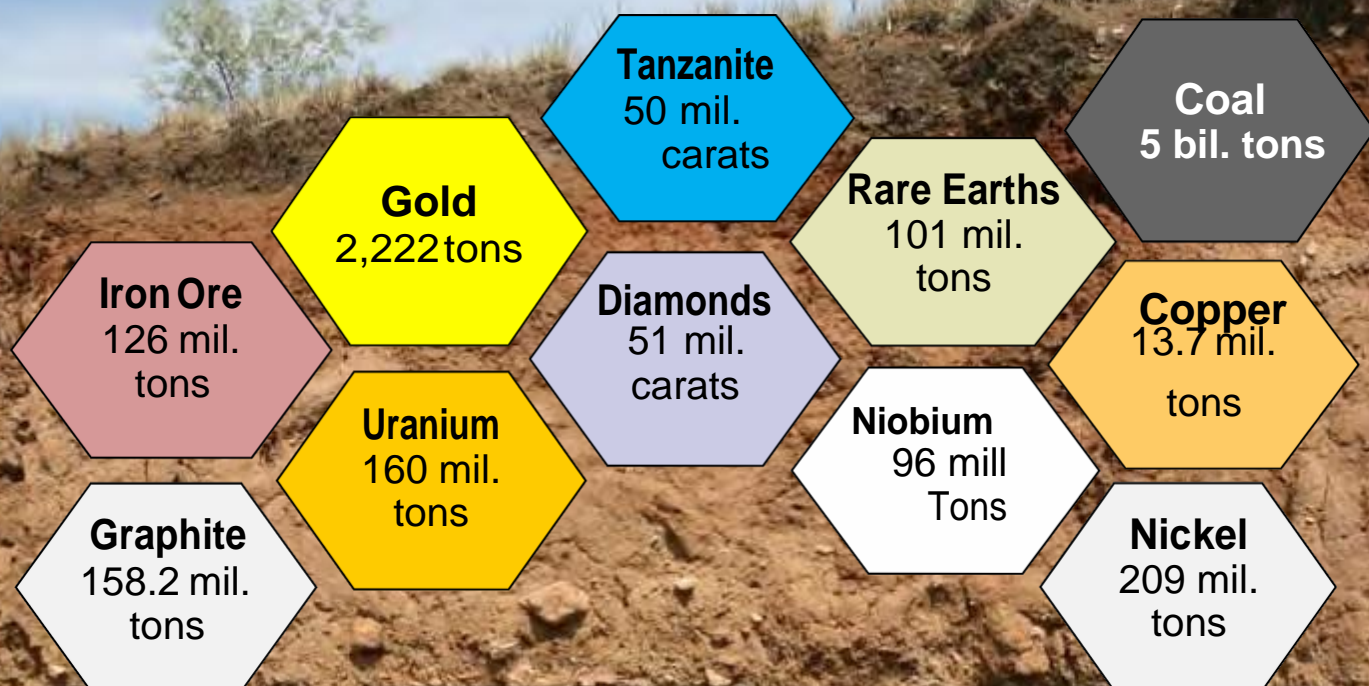 Tanzanite
50 mil.
carats
Coal
5 bil. tons
Gold
2,222 tons
Rare Earths
101 mil.
tons
Iron Ore
126 mil.
tons
Diamonds
51 mil.
carats
Copper
13.7 mil.
tons
Uranium
160 mil.
tons
Niobium
96 mill
Tons
Graphite
158.2 mil.
tons
Nickel
209 mil.
tons